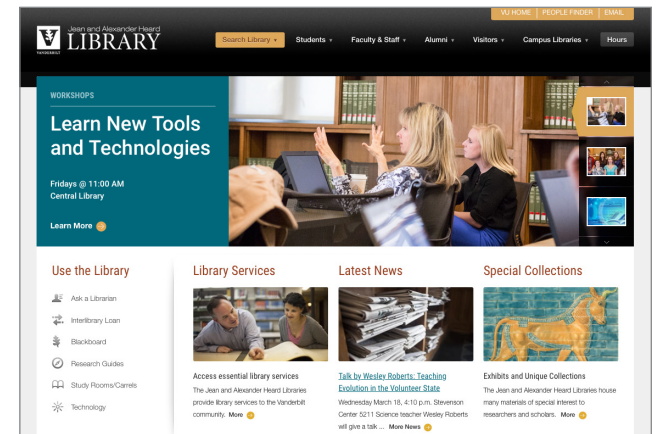 VU HOME PEOPLE FINDER EMAIL
Jean and Alexander Heard
LIBRARY
VANDERBILT
Search Library Students Faculty & Staff Alumni Visitors Campus Libraries Hours
WORKSHOPS
Learn New Tools
and Technologies
Fridays @ 11:00 AM
Central Library
Learn More
Use the Library
Ask a Librarian
Interlibrary Loan
Blackboard
Research Guides
Study Rooms/Carrels
Technology
Library Services
Access essential library services
The Jean and Alexander Heard Libraries
provide library services to the Vanderbilt
community. More
Latest News
Talk by Wesley Roberts: Teaching
Evolution in the Volunteer State
Wednesday March 18, 4:10 p.m. Stevenson
Center 5211 Science teacher Wesley Roberts
will give a talk ... More News
Special Collections
Exhibits and Unique Collections
The Jean and Alexander Heard Libraries house
many materials of special interest to
researchers and scholars. More